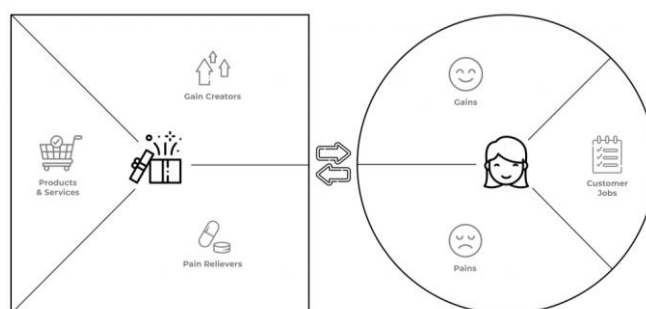 Gain Creators
Products
& Services
Pain Relievers
Gains
Customer
Jobs
Pains